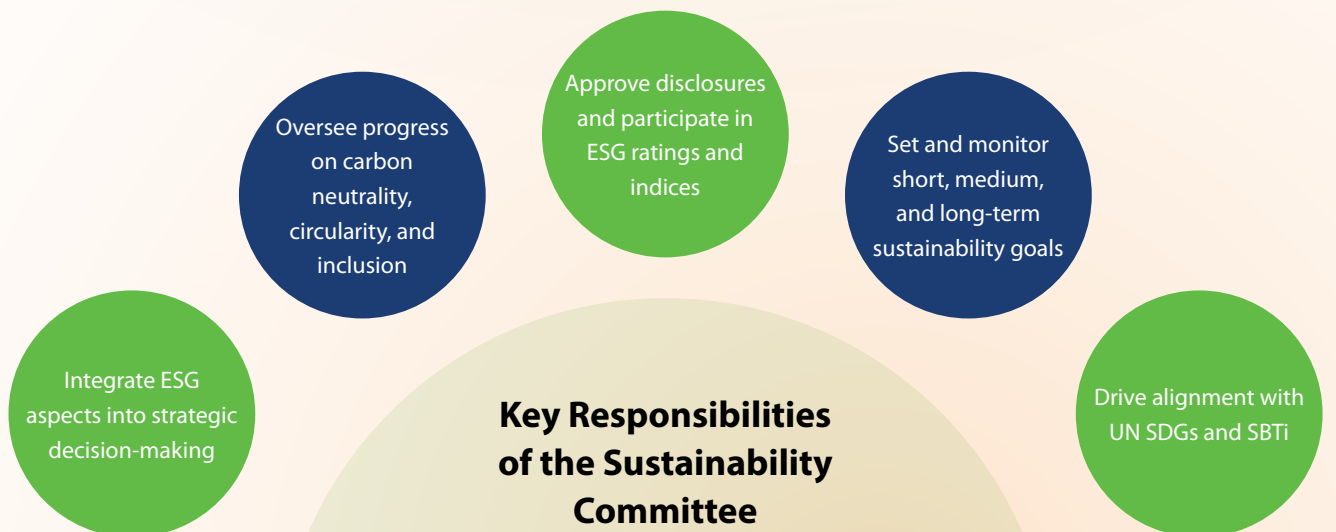 Integrate ESG
aspects into strategic
decision-making
Oversee progress
on carbon
neutrality,
circularity, and
inclusion
Approve disclosures
and participate in
ESG ratings and
indices
Set and monitor
short, medium,
and long-term
sustainability goals
Drive alignment with
UN SDGs and SBTi
Key Responsibilities
of the Sustainability
Committee